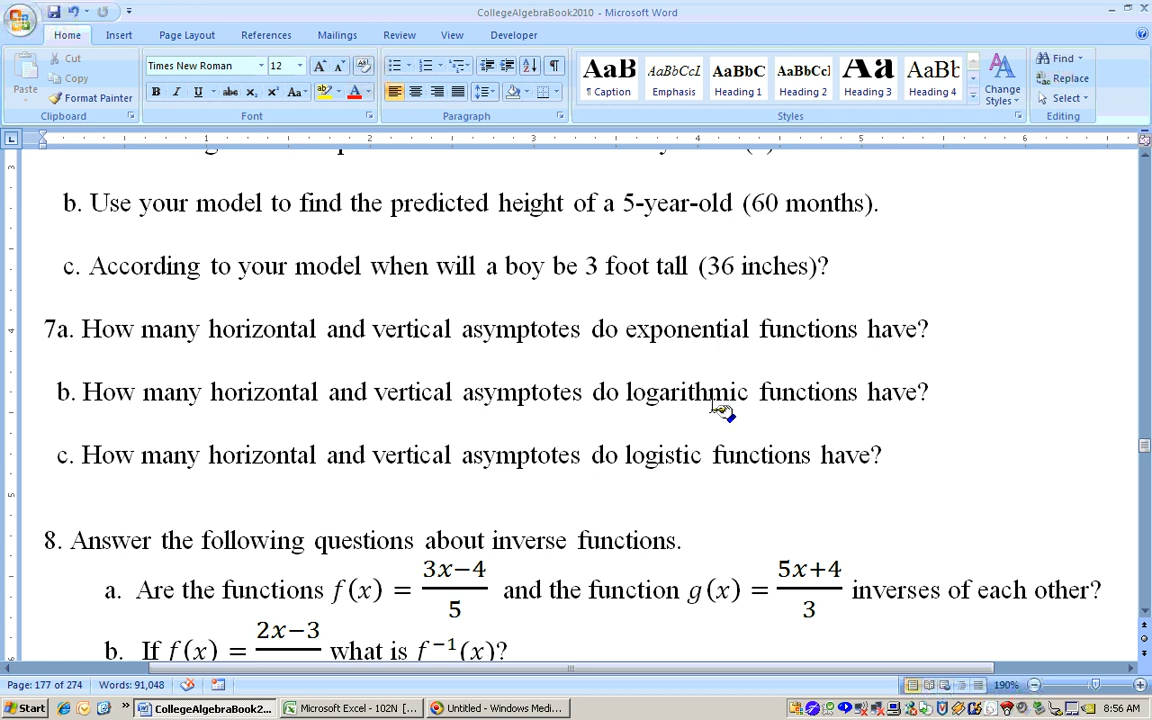 CollegeAlgebraBook2010 - Microsoft Word
Home Insert Page Layout References Mailings Review View Developer
Paste
Cut
Copy
Format Painter
Clipboard
Times New Roman 12
Font
Paragraph
AaB AaBbCcL AaBbC AaBbCcI Aa AaBb
¶ Caption Emphasis Heading 1 Heading 2 Heading 3 Heading 4
Change Styles
Styles
Find
Replace
Select
Editing
b. Use your model to find the predicted height of a 5-year-old (60 months).
c. According to your model when will a boy be 3 foot tall (36 inches)?
7a. How many horizontal and vertical asymptotes do exponential functions have?
b. How many horizontal and vertical asymptotes do logarithmic functions have?
c. How many horizontal and vertical asymptotes do logistic functions have?
8. Answer the following questions about inverse functions.
a. Are the functions f(x) = 3x−4/5 and the function g(x) = 5x+4/3 inverses of each other?
b. If f(x) = 2x−3 what is f⁻¹(x)?
Page: 177 of 274 Words: 91,048 190%
Start CollegeAlgebraBook2... Microsoft Excel - 102N [... Untitled - Windows Med... 8:56 AM